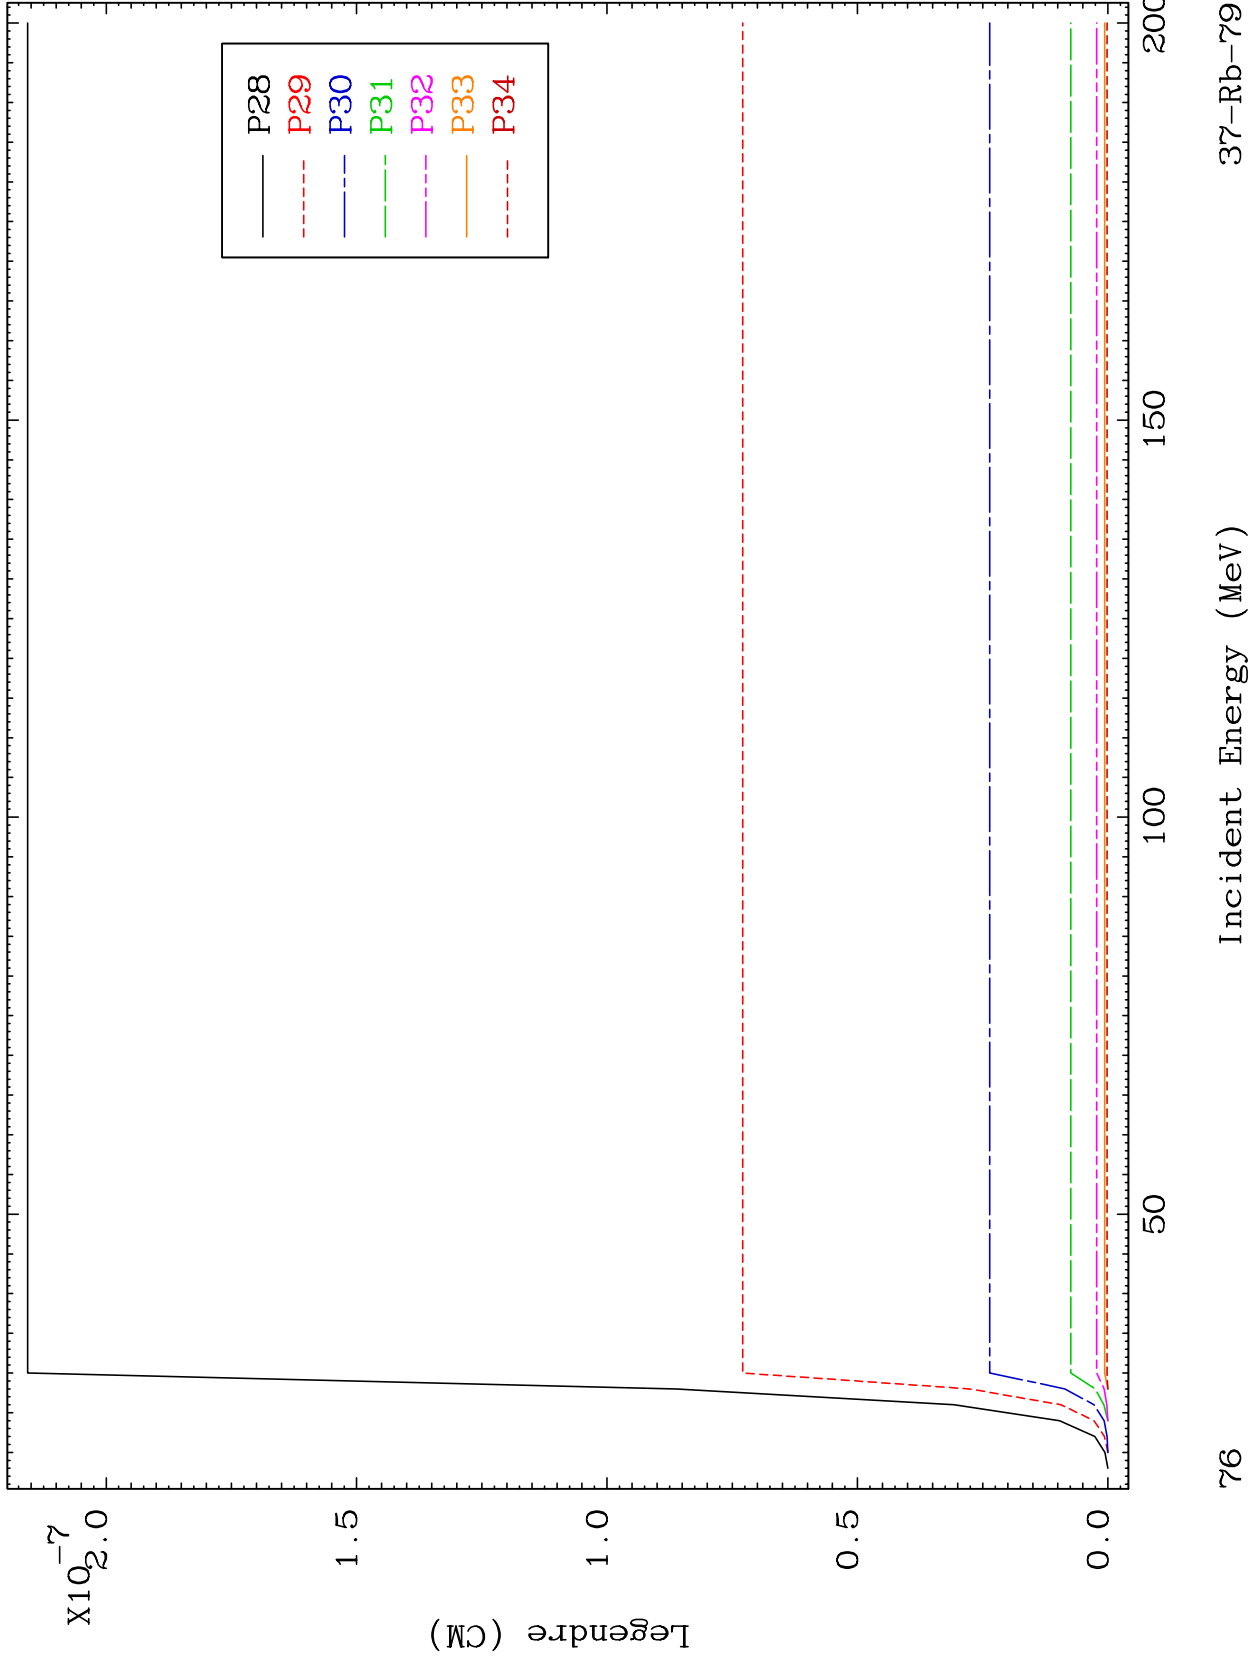 X10-7
2.0
1.5
1.0
0.5
0.0
Legendre (CM)
P28
P29
P30
P31
P32
P33
P34
50
100
150
200
Incident Energy (MeV)
76
37-Rb-79